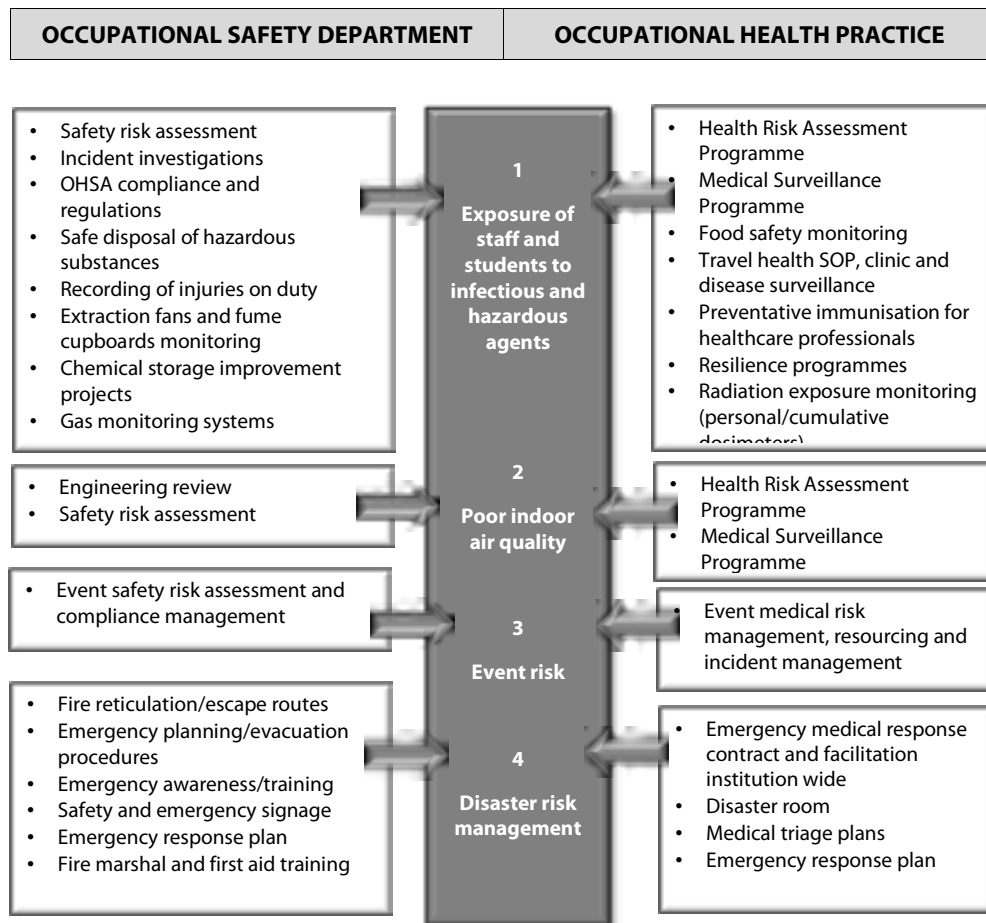 OCCUPATIONAL SAFETY DEPARTMENT
OCCUPATIONAL HEALTH PRACTICE
• Safety risk assessment
• Incident investigations
• OHSA compliance and
regulations
• Safe disposal of hazardous
substances
• Recording of injuries on duty
• Extraction fans and fume
cupboards monitoring
• Chemical storage improvement
projects
• Gas monitoring systems
1
Exposure of
staff and
students to
infectious and
hazardous
agents
• Health Risk Assessment
Programme
• Medical Surveillance
Programme
• Food safety monitoring
• Travel health SOP, clinic and
disease surveillance
• Preventative immunisation for
healthcare professionals
• Resilience programmes
• Radiation exposure monitoring
(personal/cumulative
dosimeters)
• Engineering review
• Safety risk assessment
2
Poor indoor
air quality
• Health Risk Assessment
Programme
• Medical Surveillance
Programme
• Event safety risk assessment and
compliance management
3
Event risk
• Event medical risk
management, resourcing and
incident management
• Fire reticulation/escape routes
• Emergency planning/evacuation
procedures
• Emergency awareness/training
• Safety and emergency signage
• Emergency response plan
• Fire marshal and first aid training
4
Disaster risk
management
• Emergency medical response
contract and facilitation
institution wide
• Disaster room
• Medical triage plans
• Emergency response plan